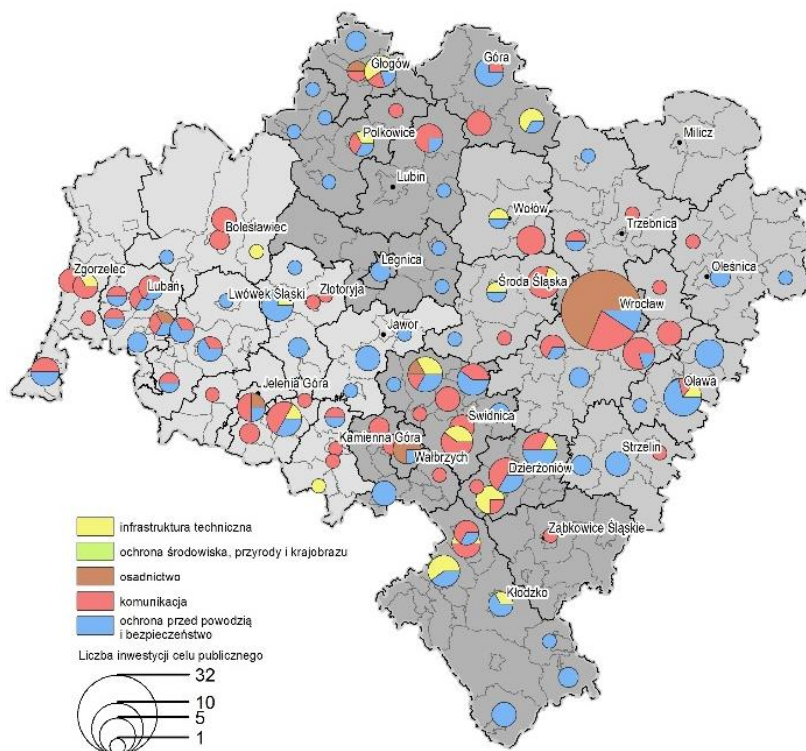 Głogów
Góra
Polkowice
Milicz
Lubin
Wołów
Trzebnica
Bolesławiec
Legnica
Oleśnica
Zgorzelec
Lubań
Lwówek Śląski
Złotoryja
Środa Śląska
Wrocław
Jawor
Oława
Jelenia Góra
Świdnica
Kamienna Góra
Wałbrzych
Strzelin
Dzierżoniów
Ząbkowice Śląskie
Kłodzko
infrastruktura techniczna
ochrona środowiska, przyrody i krajobrazu
osadnictwo
komunikacja
ochrona przed powodzią
i bezpieczeństwo
Liczba inwestycji celu publicznego
32
10
5
1